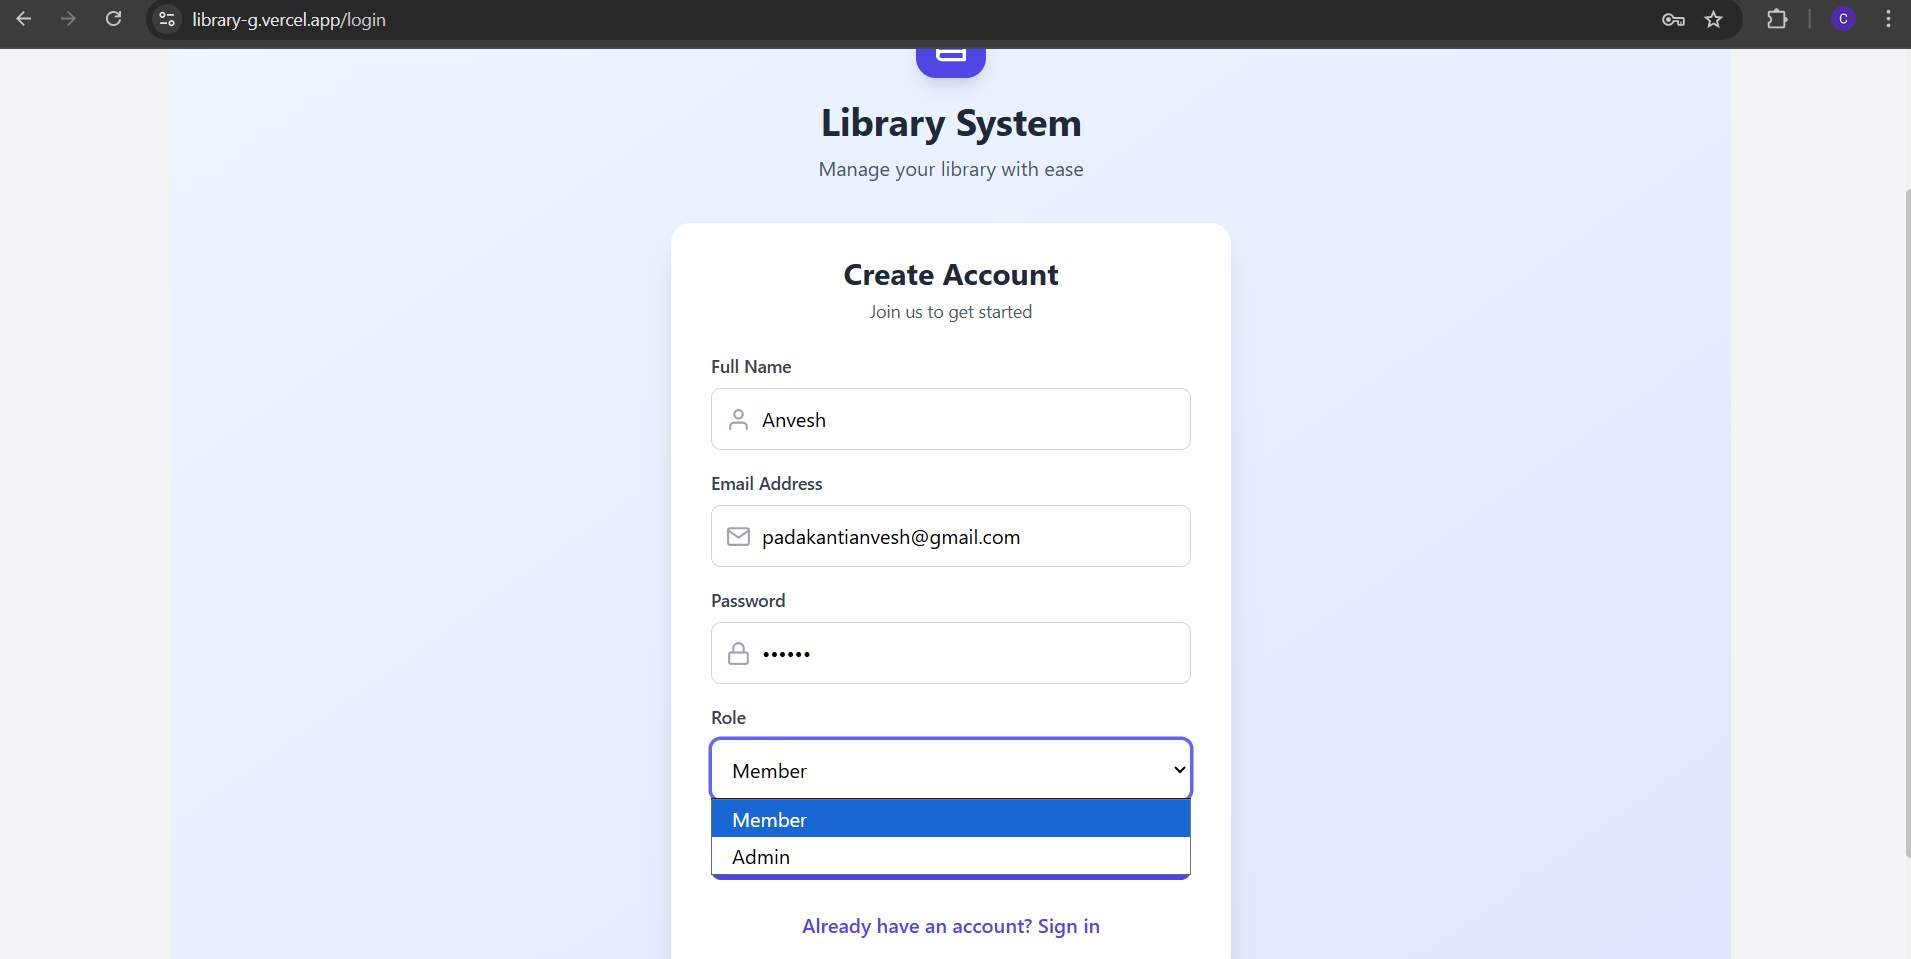 library-g.vercel.app/login
C
Library System
Manage your library with ease
Create Account
Join us to get started
Full Name
Anvesh
Email Address
padakantianvesh@gmail.com
Password
••••••
Role
Member
Member
Admin
Already have an account? Sign in